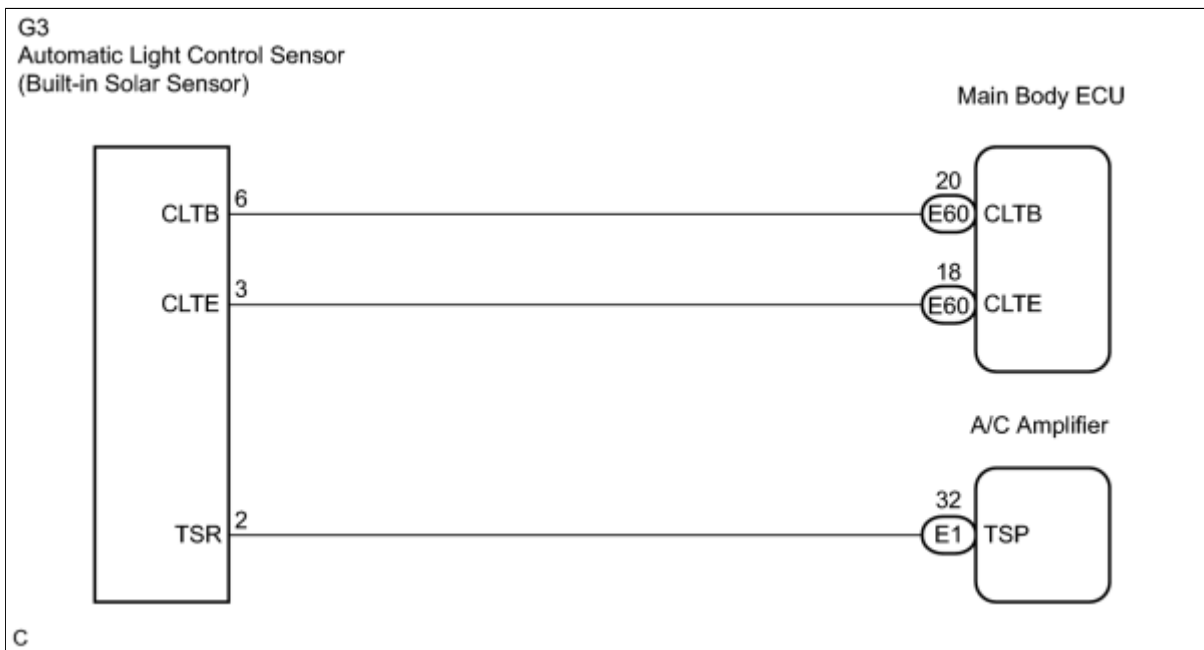 G3
Automatic Light Control Sensor
(Built-in Solar Sensor)
Main Body ECU
CLTB 6
20
E60 CLTB
CLTE 3
18
E60 CLTE
A/C Amplifier
TSR 2
32
E1 TSP
C